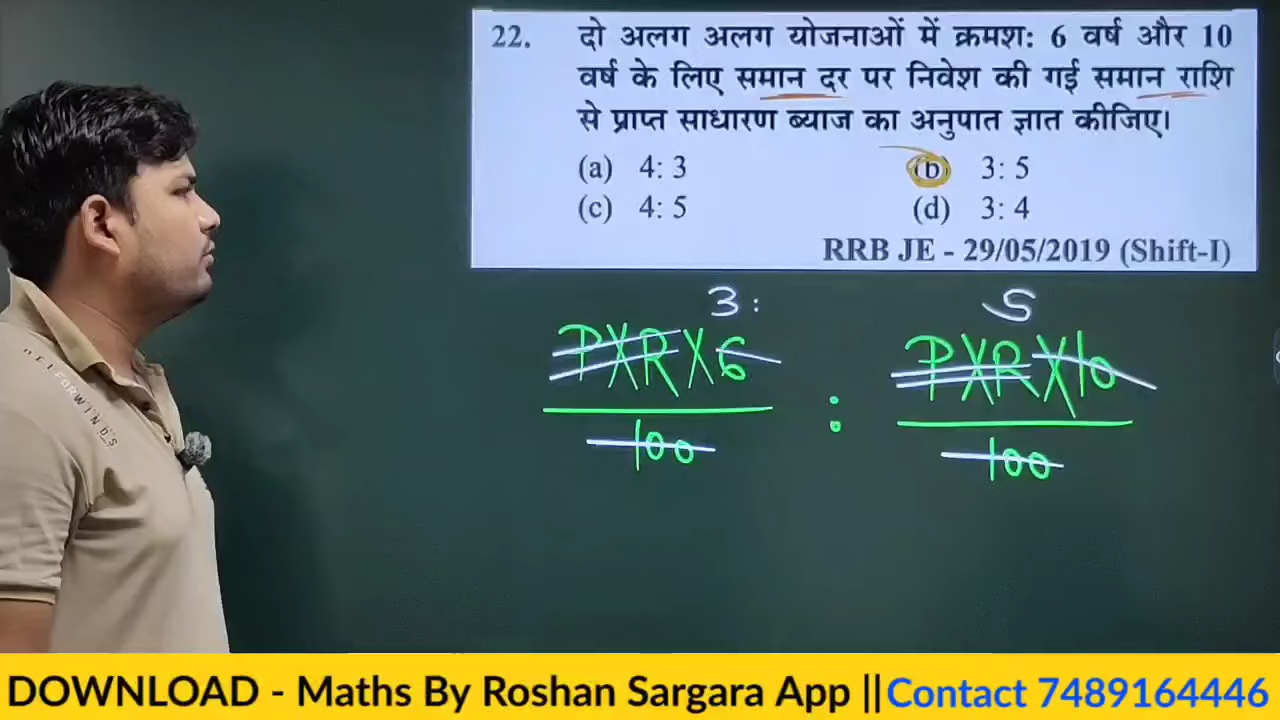 22. दो अलग अलग योजनाओं में क्रमश: 6 वर्ष और 10
वर्ष के लिए समान दर पर निवेश की गई समान राशि
से प्राप्त साधारण ब्याज का अनुपात ज्ञात कीजिए।
(a) 4: 3 (b) 3: 5
(c) 4: 5 (d) 3: 4
RRB JE - 29/05/2019 (Shift-I)
3 : 5
P X R X 6 : P X R X 10
100 100
DOWNLOAD - Maths By Roshan Sargara App || Contact 7489164446